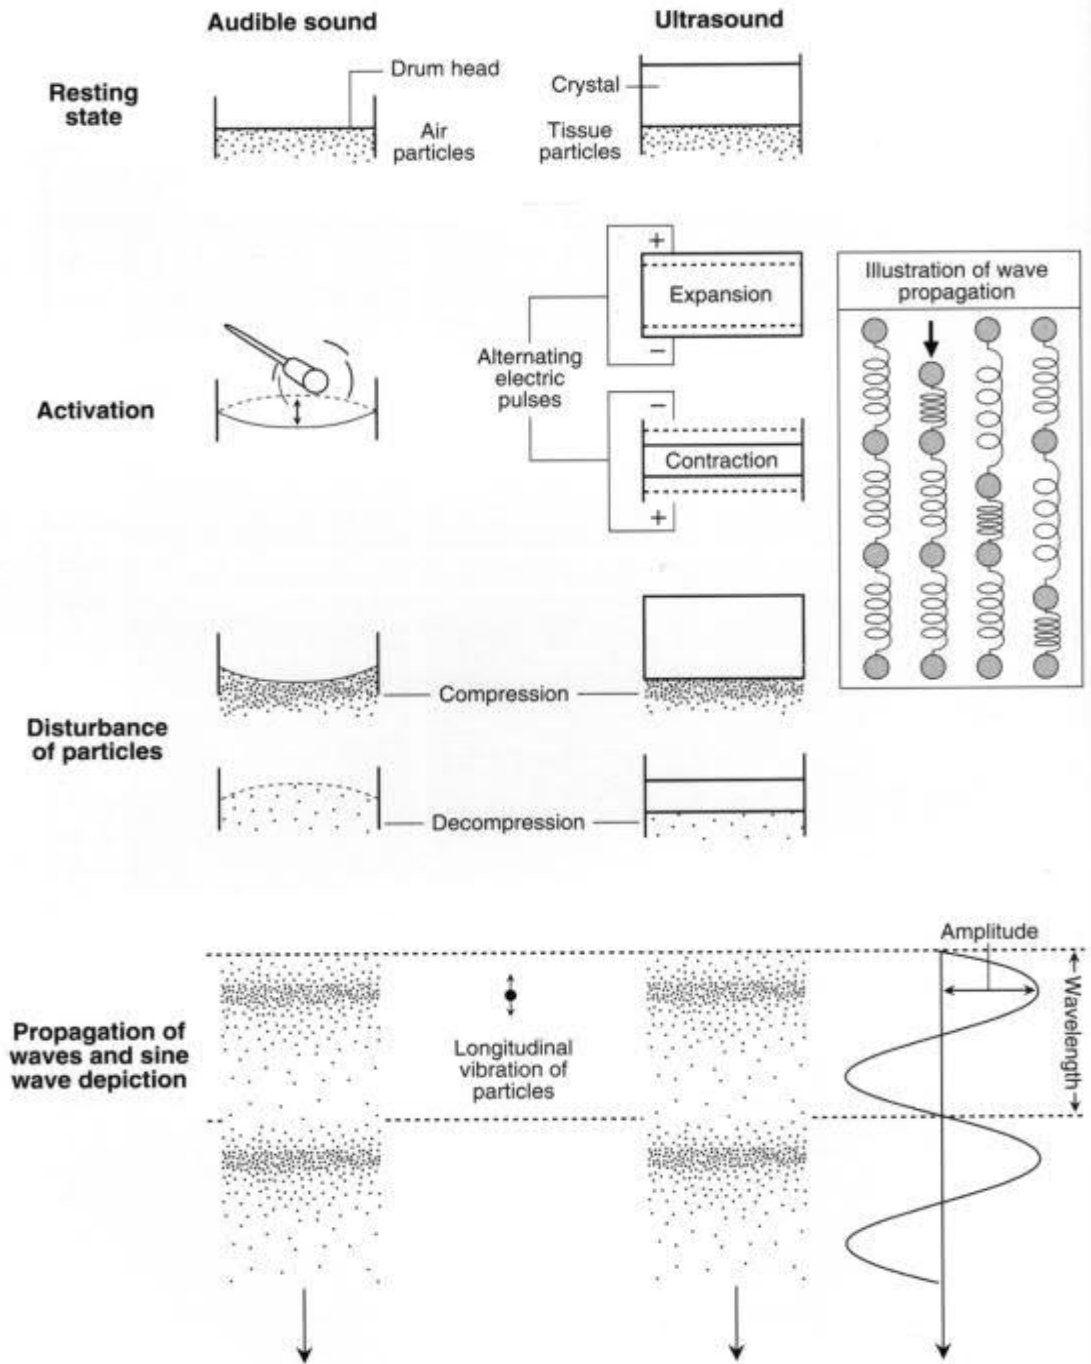 Audible sound
Ultrasound
Resting
state
Drum head
Air
particles
Crystal
Tissue
particles
Activation
Alternating
electric
pulses
+
Expansion
−
−
Contraction
+
Illustration of wave
propagation
Disturbance
of particles
Compression
Decompression
Propagation of
waves and sine
wave depiction
Longitudinal
vibration of
particles
Amplitude
Wavelength